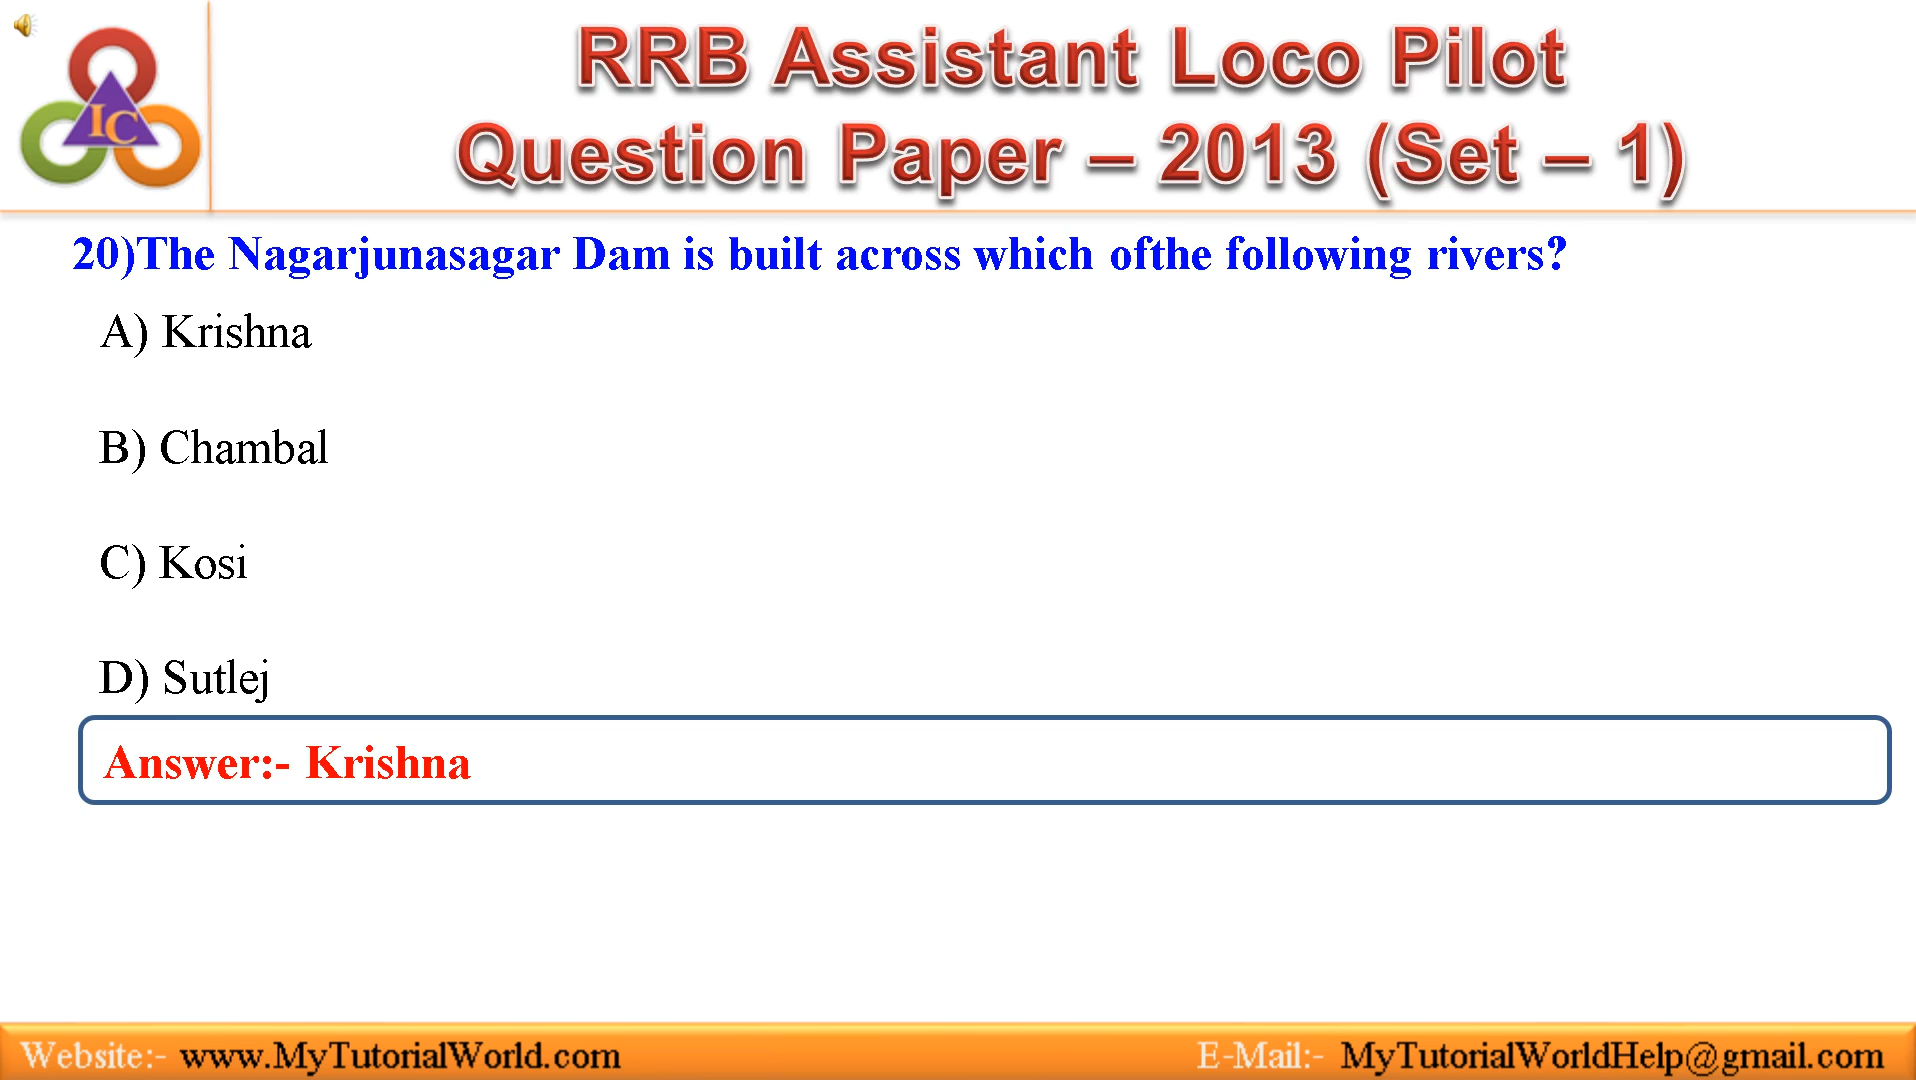 IC
RRB Assistant Loco Pilot
Question Paper – 2013 (Set – 1)
20)The Nagarjunasagar Dam is built across which ofthe following rivers?
A) Krishna
B) Chambal
C) Kosi
D) Sutlej
Answer:- Krishna
Website:- www.MyTutorialWorld.com E-Mail:- MyTutorialWorldHelp@gmail.com